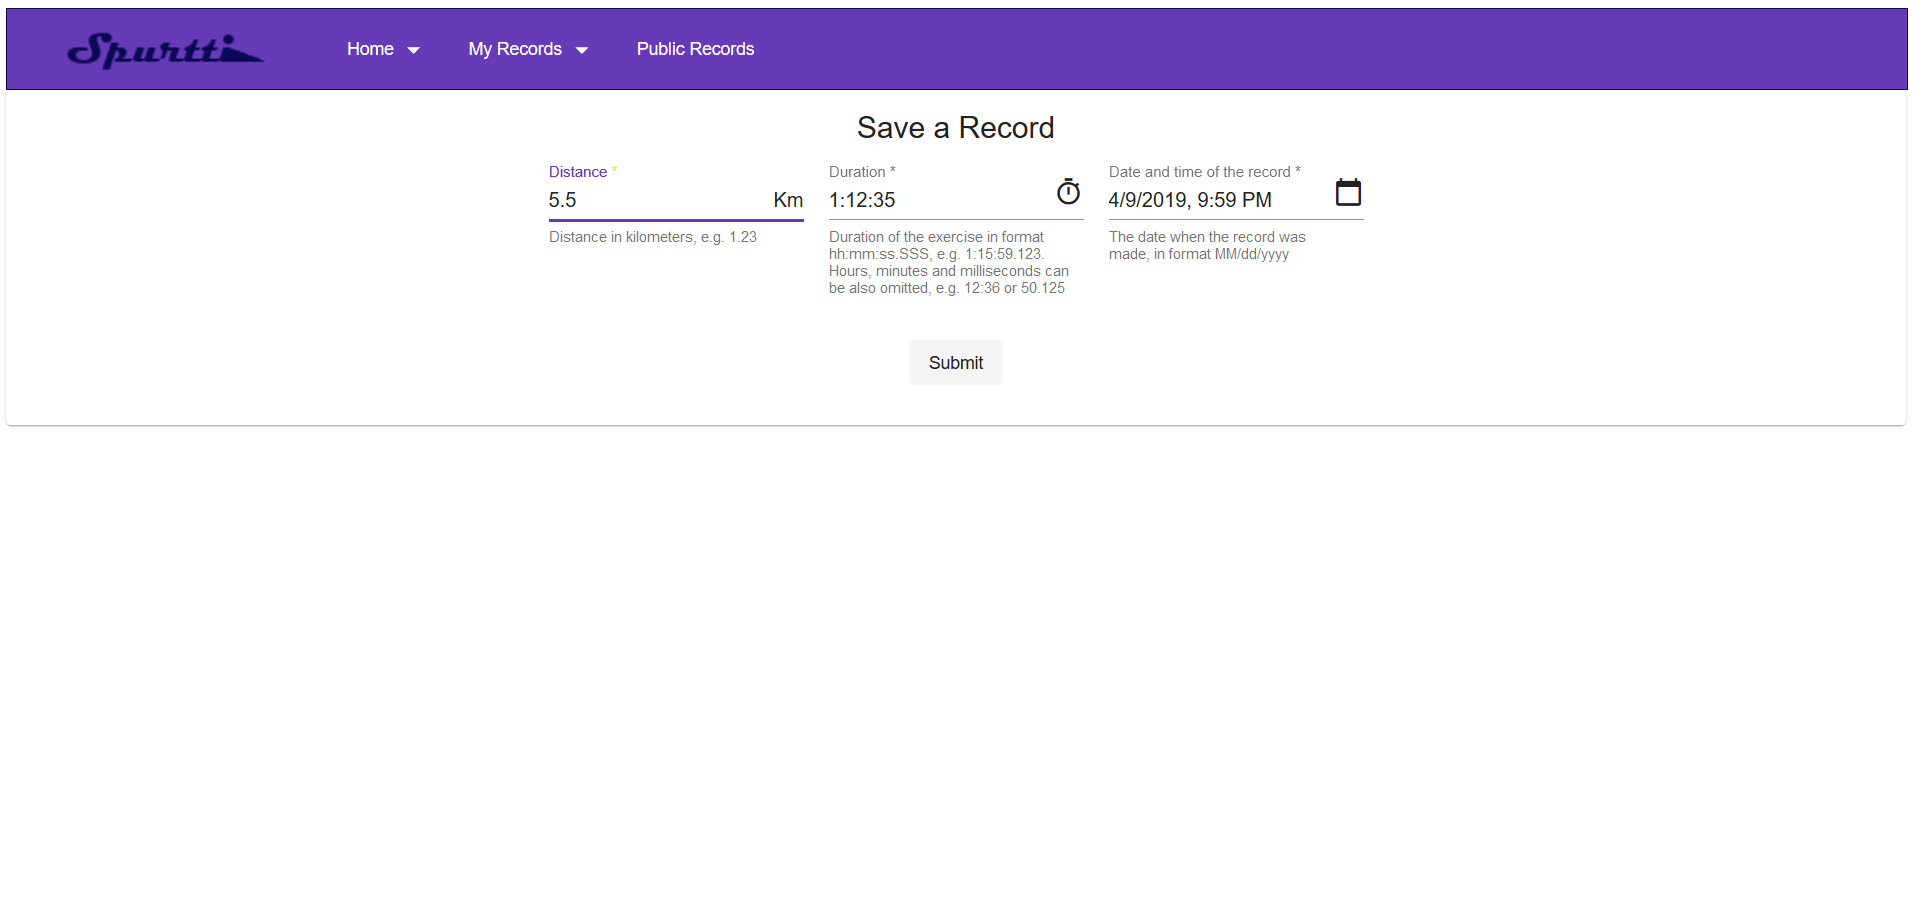 Spurtti
Home
My Records
Public Records
Save a Record
Distance *
5.5
Km
Distance in kilometers, e.g. 1.23
Duration *
1:12:35
Duration of the exercise in format
hh:mm:ss.SSS, e.g. 1:15:59.123.
Hours, minutes and milliseconds can
be also omitted, e.g. 12:36 or 50.125
Date and time of the record *
4/9/2019, 9:59 PM
The date when the record was
made, in format MM/dd/yyyy
Submit